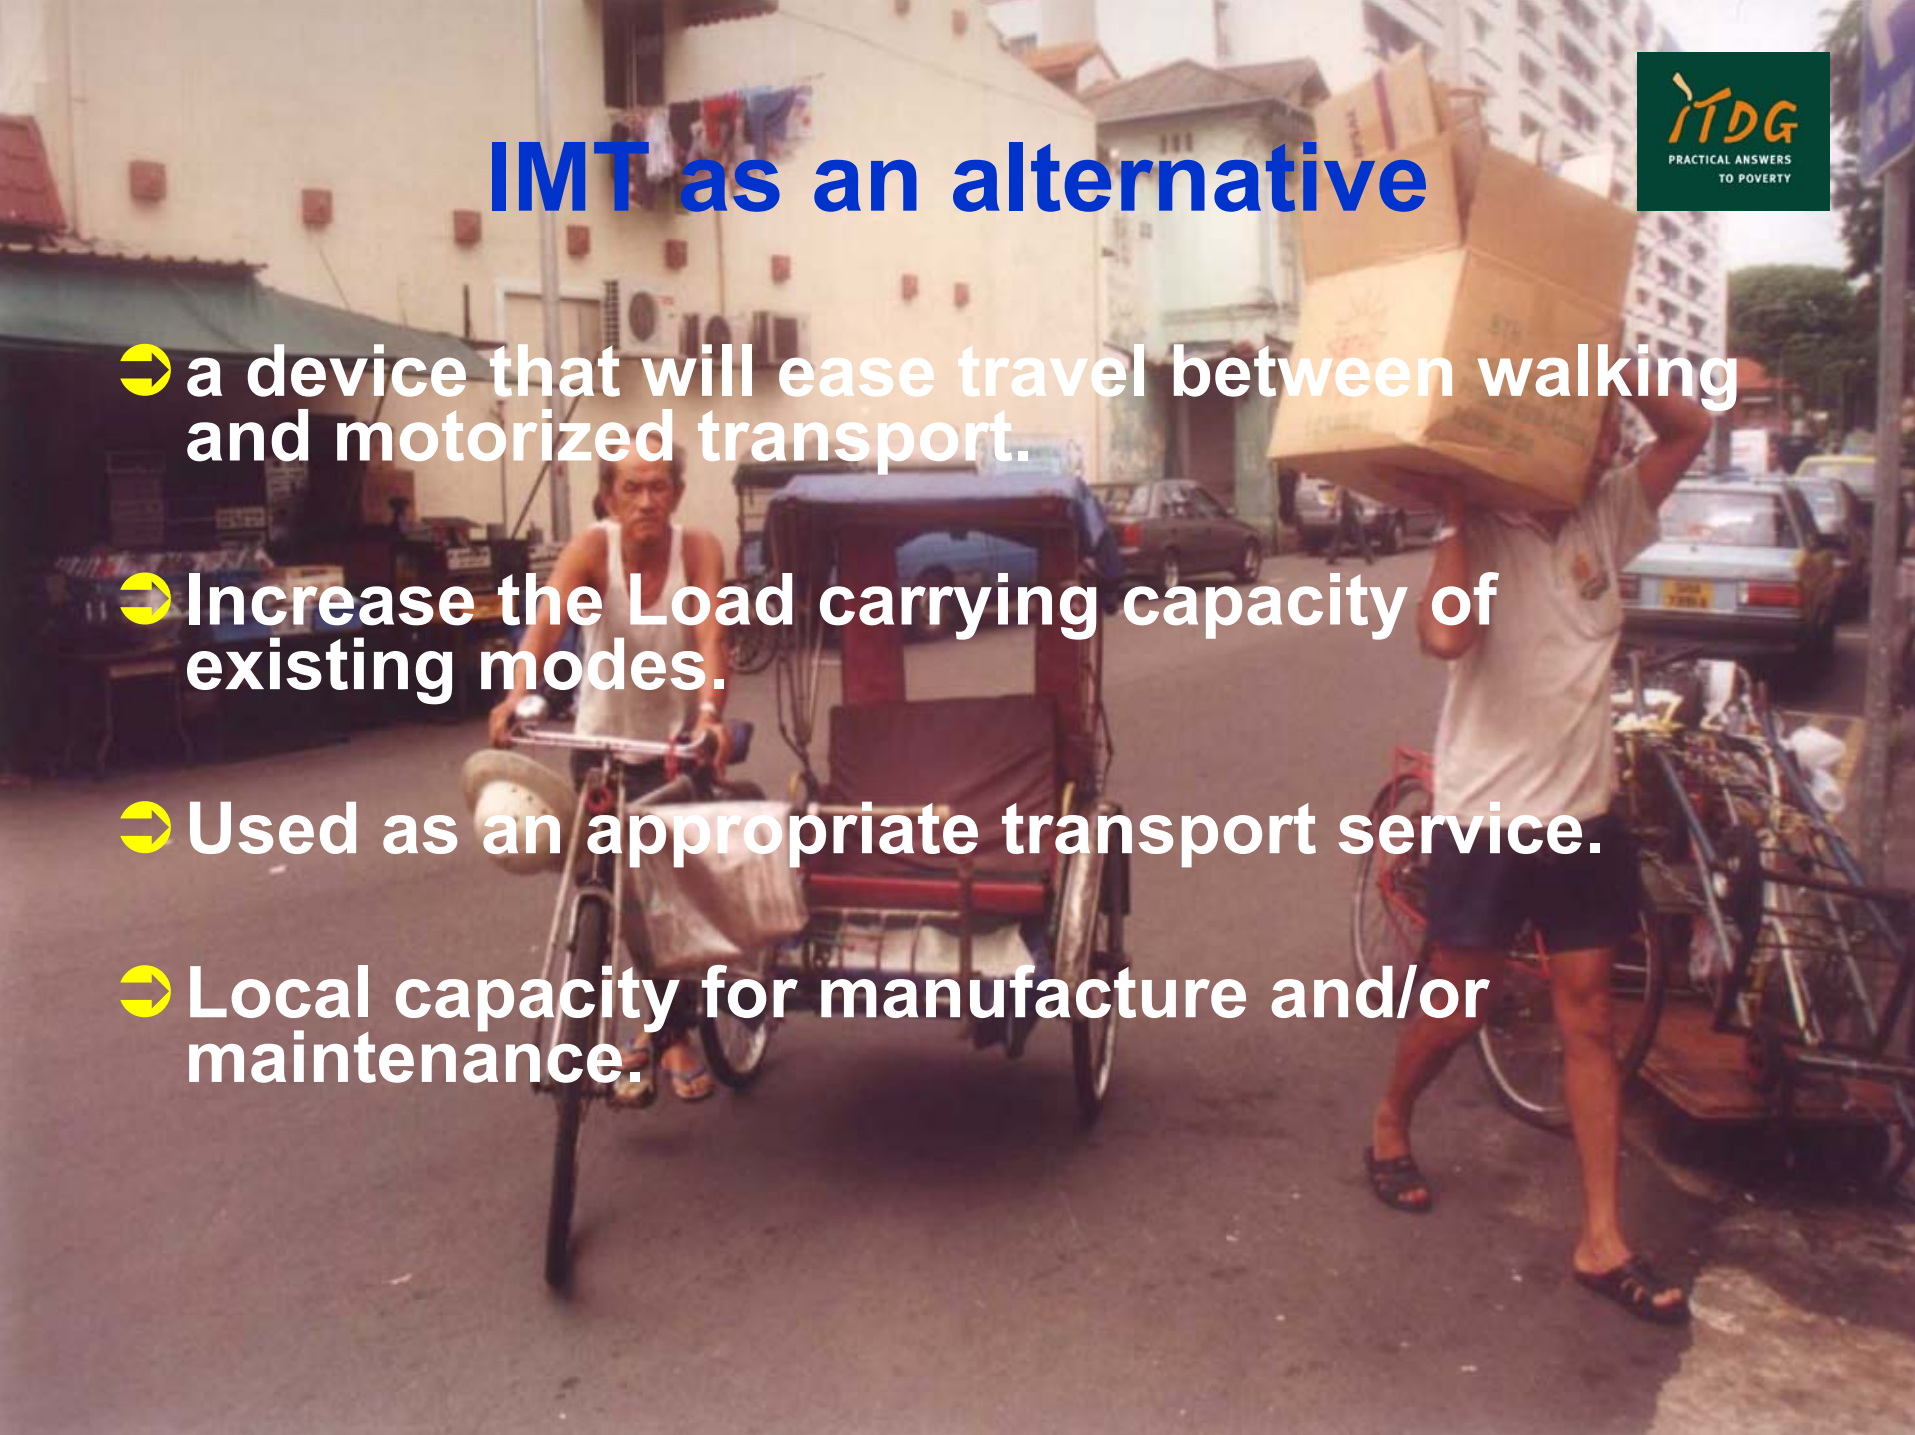 IMT as an alternative
iTDG
PRACTICAL ANSWERS
TO POVERTY
a device that will ease travel between walking
and motorized transport.
Increase the Load carrying capacity of
existing modes.
Used as an appropriate transport service.
Local capacity for manufacture and/or
maintenance.